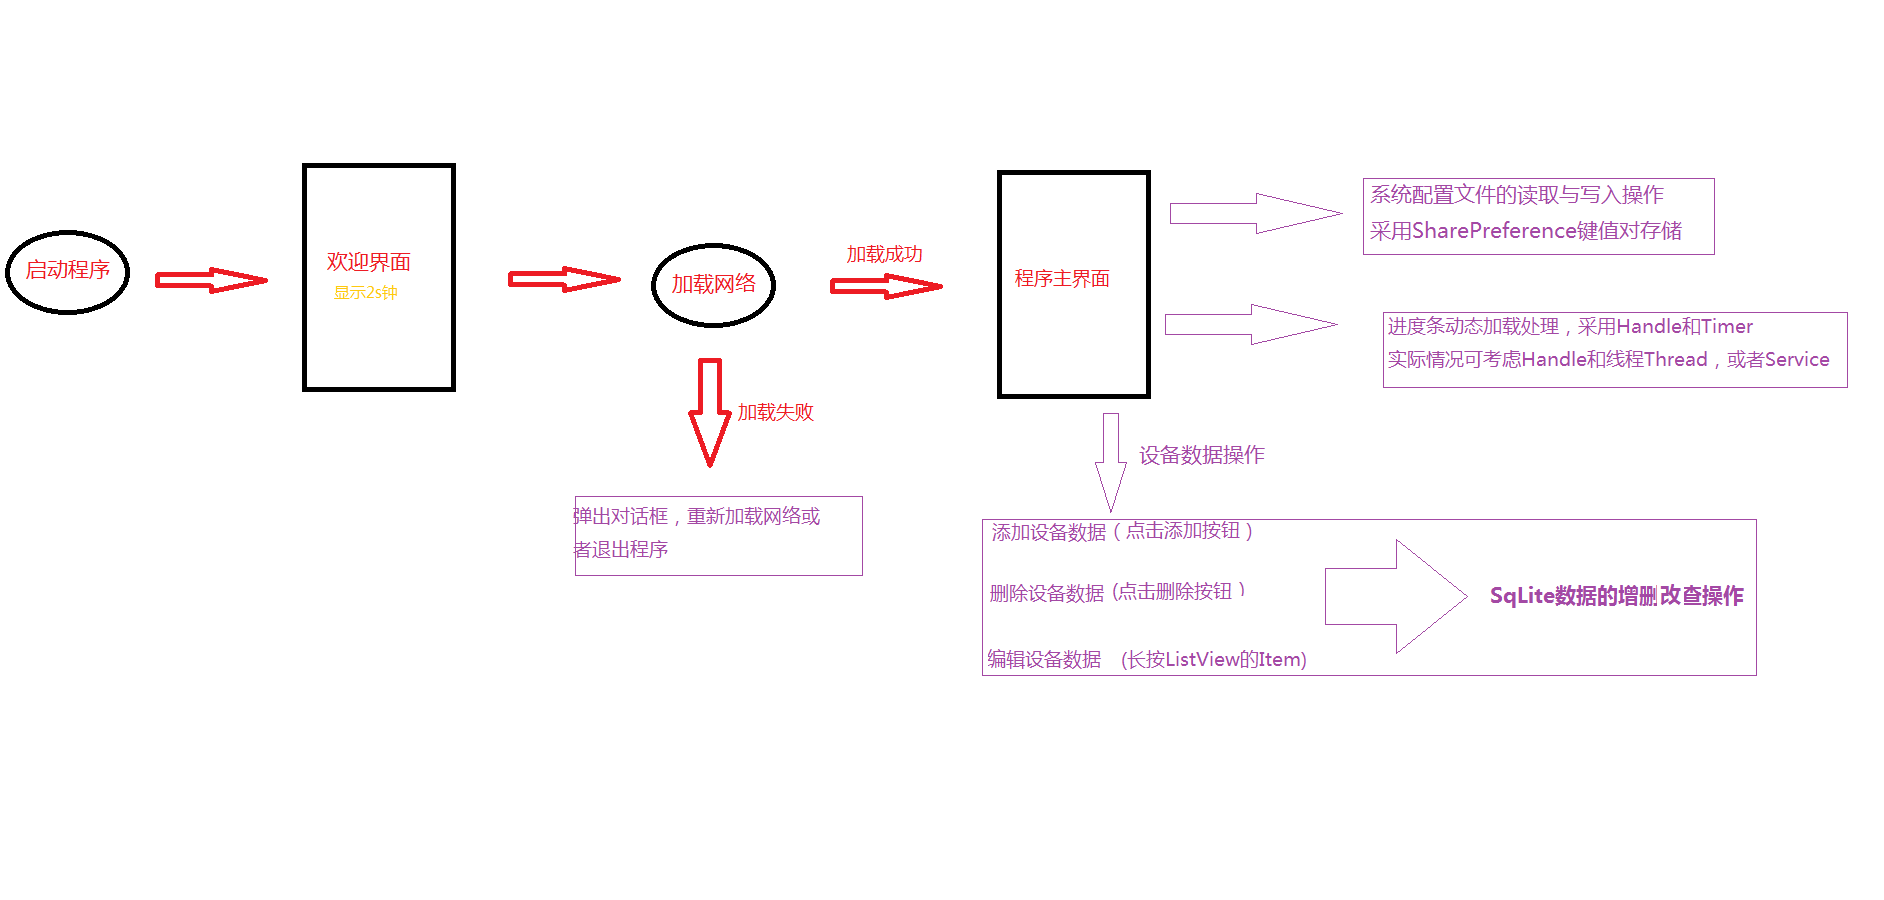 启动程序
欢迎界面
显示2s钟
加载网络
加载成功
加载失败
弹出对话框，重新加载网络或
者退出程序
程序主界面
系统配置文件的读取与写入操作
采用SharePreference键值对存储
进度条动态加载处理，采用Handle和Timer
实际情况可考虑Handle和线程Thread，或者Service
设备数据操作
添加设备数据（点击添加按钮）
删除设备数据 (点击删除按钮 )
编辑设备数据 (长按ListView的Item)
SqLite数据的增删改查操作